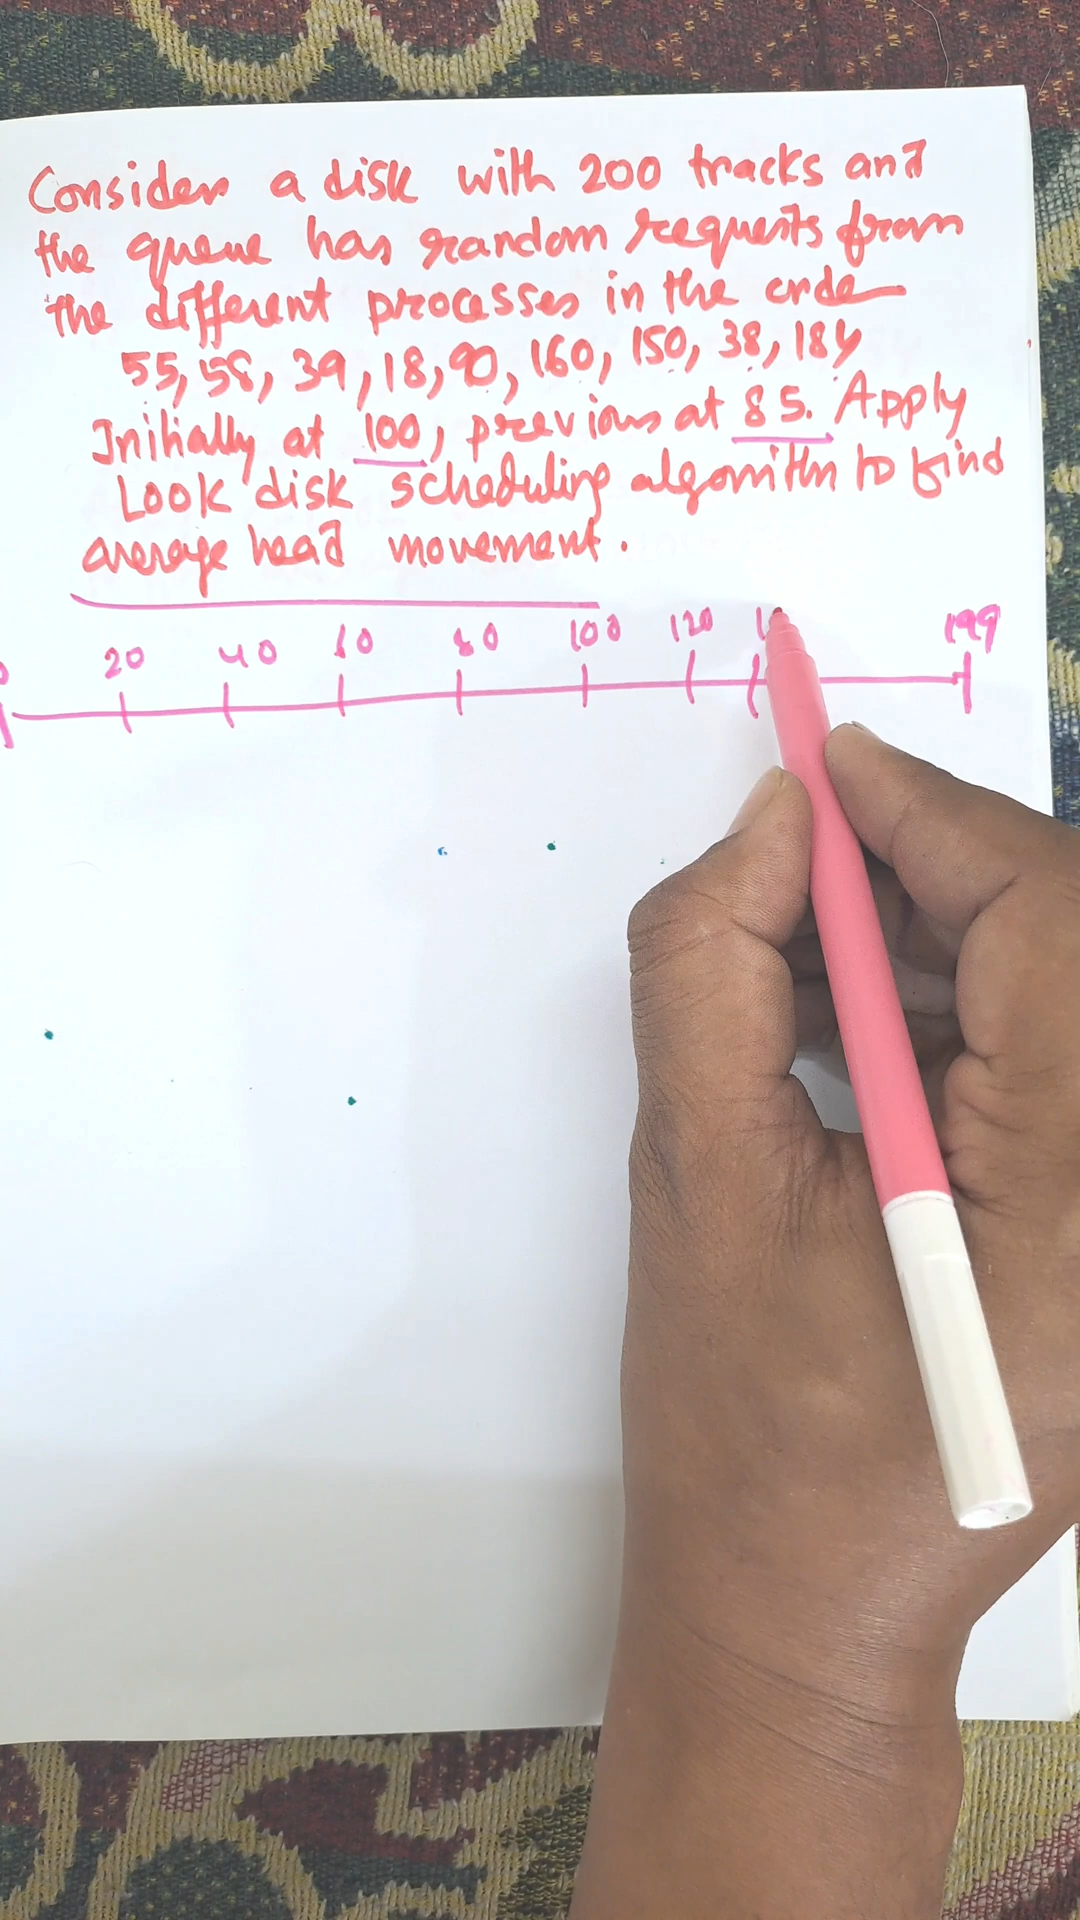 Consider a disk with 200 tracks and
the queue has random requests from
the different processes in the order
55, 58, 39, 18, 90, 160, 150, 38, 184
Initially at 100, previous at 85. Apply
Look disk scheduling algorithm to find
average head movement.
0 20 40 60 80 100 120 199